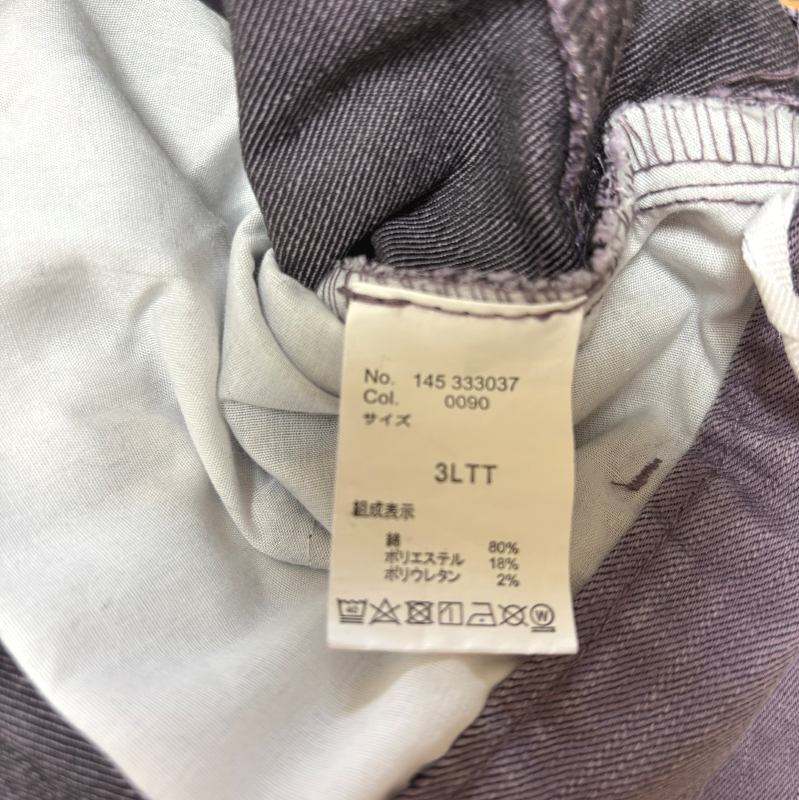 No. 145 333037
Col. 0090
サイズ
3LTT
組成表示
綿 80%
ポリエステル 18%
ポリウレタン 2%
40 W